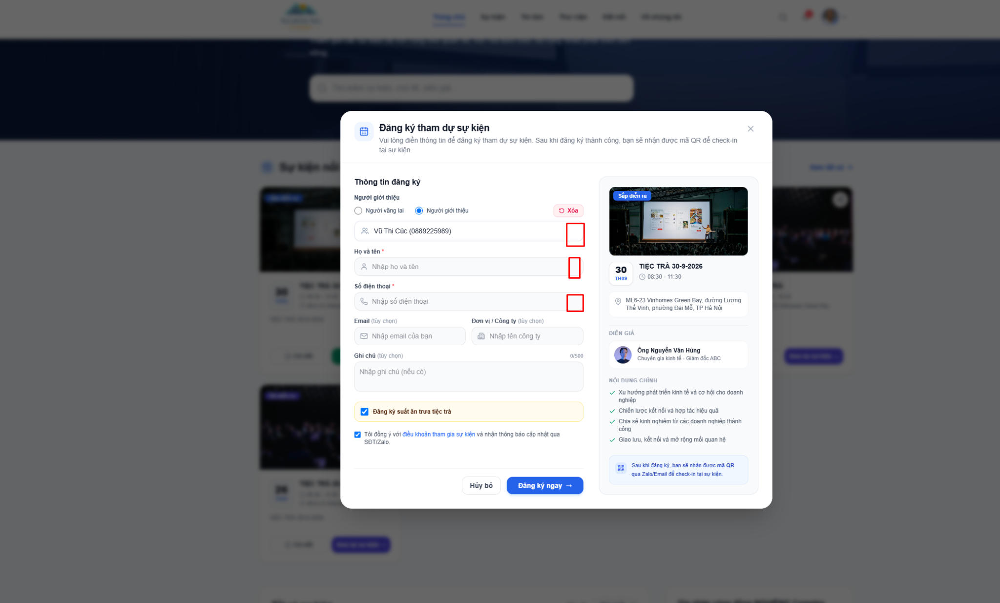 Trang chủ
Đăng ký tham dự sự kiện
Vui lòng điền thông tin để đăng ký tham dự sự kiện. Sau khi đăng ký thành công, bạn sẽ nhận được mã QR để check-in
tại sự kiện.
Thông tin đăng ký
Người giới thiệu
Người vãng lai
Người giới thiệu
Xóa
Vũ Thị Cúc (0889225989)
Họ và tên *
Nhập họ và tên
Số điện thoại *
Nhập số điện thoại
Email (tùy chọn)
Đơn vị / Công ty (tùy chọn)
Nhập email của bạn
Nhập tên công ty
Ghi chú (tùy chọn)
0/500
Nhập ghi chú (nếu có)
Đăng ký suất ăn trưa tiệc trà
Tôi đồng ý với điều khoản tham gia sự kiện và nhận thông báo cập nhật qua
SĐT/Zalo.
Hủy bỏ
Đăng ký ngay →
Sắp diễn ra
30
TH09
TIỆC TRÀ 30-9-2026
08:30 - 11:30
ML6-23 Vinhomes Green Bay, đường Lương
Thế Vinh, phường Đại Mỗ, TP Hà Nội
DIỄN GIẢ
Ông Nguyễn Văn Hùng
Chuyên gia kinh tế - Giám đốc ABC
NỘI DUNG CHÍNH
Xu hướng phát triển kinh tế và cơ hội cho doanh
nghiệp
Chiến lược kết nối và hợp tác hiệu quả
Chia sẻ kinh nghiệm từ các doanh nghiệp thành
công
Giao lưu, kết nối và mở rộng mối quan hệ
Sau khi đăng ký, bạn sẽ nhận được mã QR
qua Zalo/Email để check-in tại sự kiện.